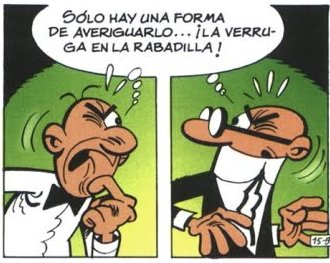 SÓLO HAY UNA FORMA
DE AVERIGUARLO... ¡LA VERRU-
GA EN LA RABADILLA!
15-B